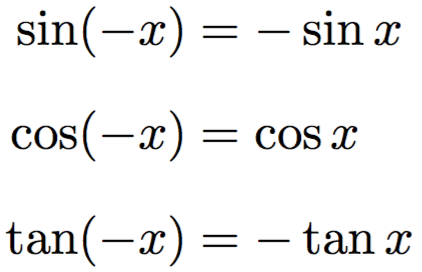 sin(−x) = − sin x
cos(−x) = cos x
tan(−x) = − tan x